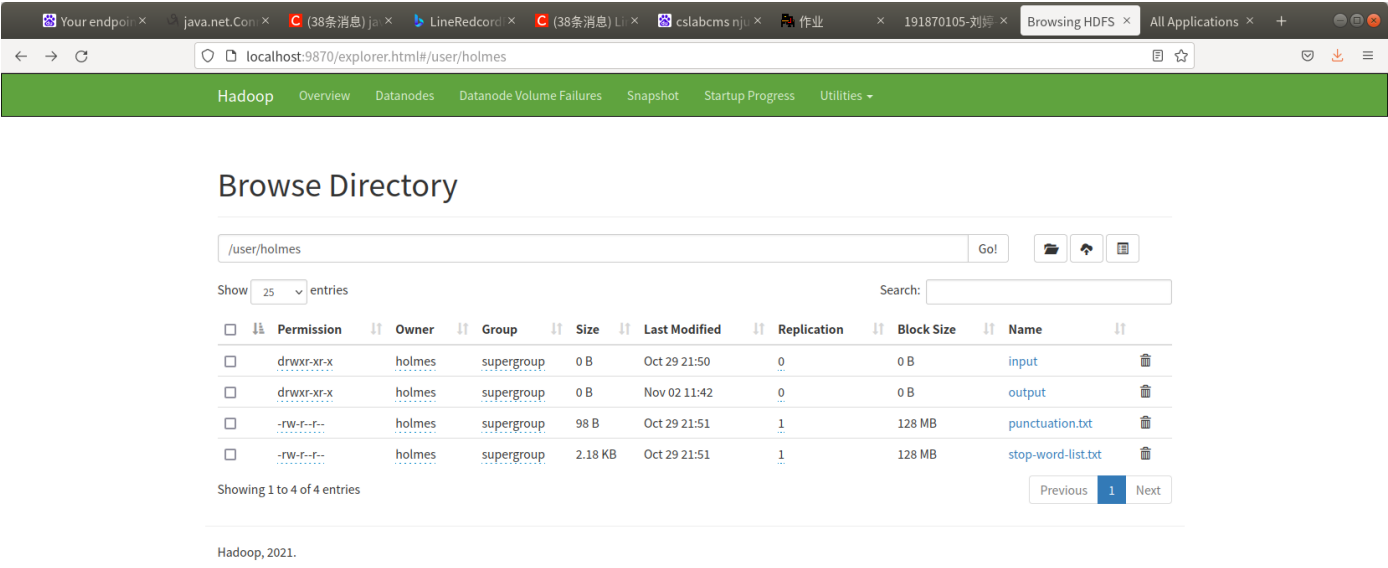 Your endpoin
java.net.Con
(38条消息) ja
LineRedcord
(38条消息) Li
cslabcms nju
作业
191870105-刘婷
Browsing HDFS
All Applications
localhost:9870/explorer.html#/user/holmes
Hadoop Overview Datanodes Datanode Volume Failures Snapshot Startup Progress Utilities
Browse Directory
/user/holmes Go!
Show 25 entries Search:
Permission Owner Group Size Last Modified Replication Block Size Name
drwxr-xr-x holmes supergroup 0 B Oct 29 21:50 0 0 B input
drwxr-xr-x holmes supergroup 0 B Nov 02 11:42 0 0 B output
-rw-r--r-- holmes supergroup 98 B Oct 29 21:51 1 128 MB punctuation.txt
-rw-r--r-- holmes supergroup 2.18 KB Oct 29 21:51 1 128 MB stop-word-list.txt
Showing 1 to 4 of 4 entries Previous 1 Next
Hadoop, 2021.